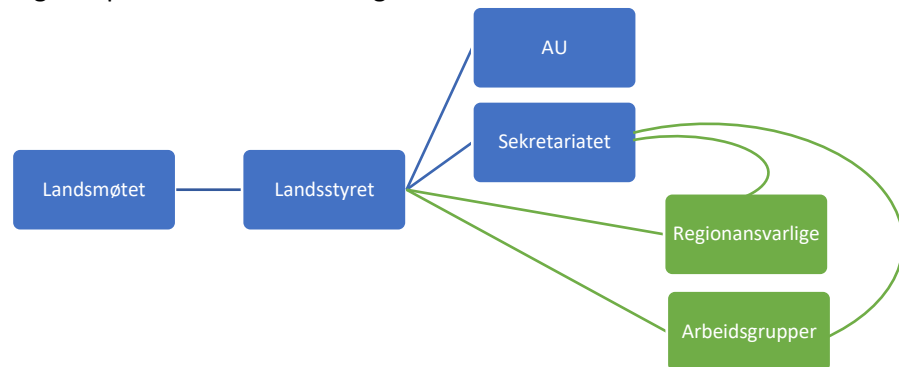 AU
Sekretariatet
Landsmøtet
Landsstyret
Regionansvarlige
Arbeidsgrupper